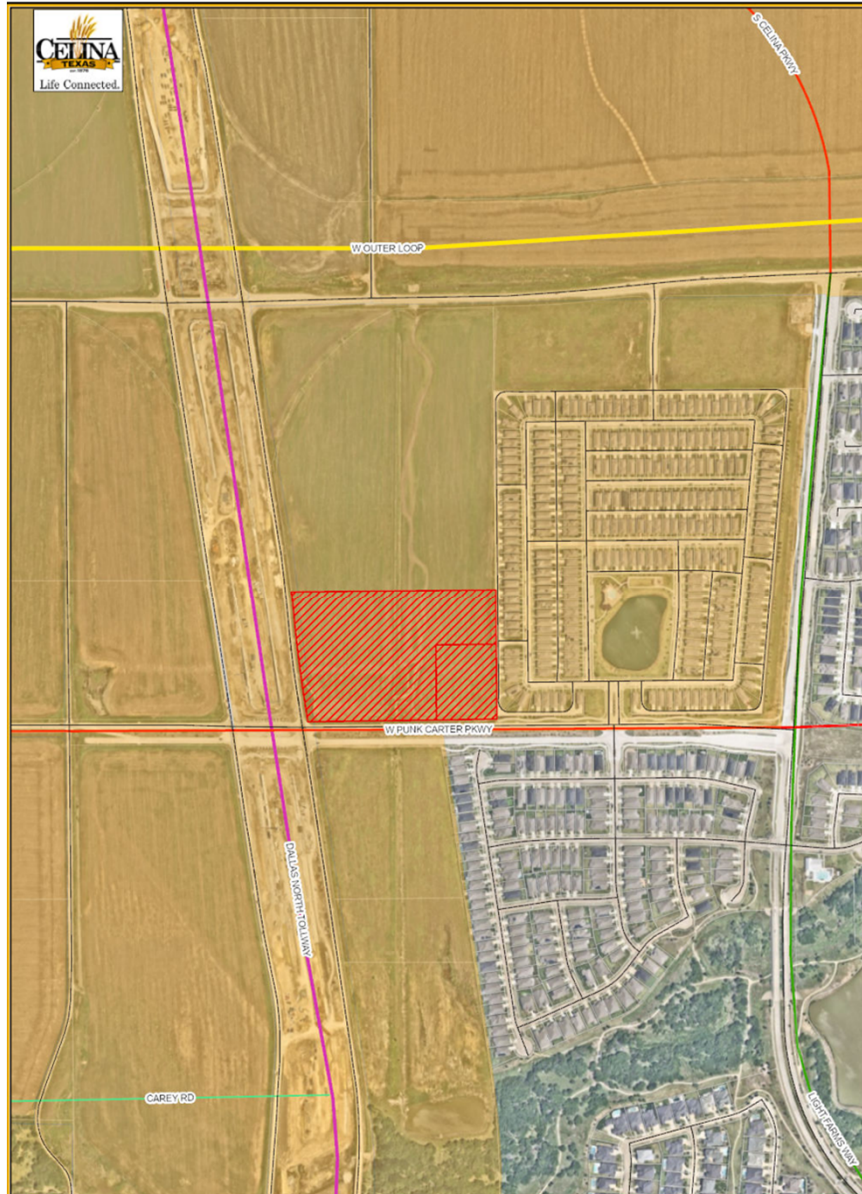 CELINA
TEXAS
Life Connected.
S CELINA PKWY
W OUTER LOOP
W PUNK CARTER PKWY
DALLAS NORTH TOLLWAY
CAREY RD
LIGHT FARMS WAY